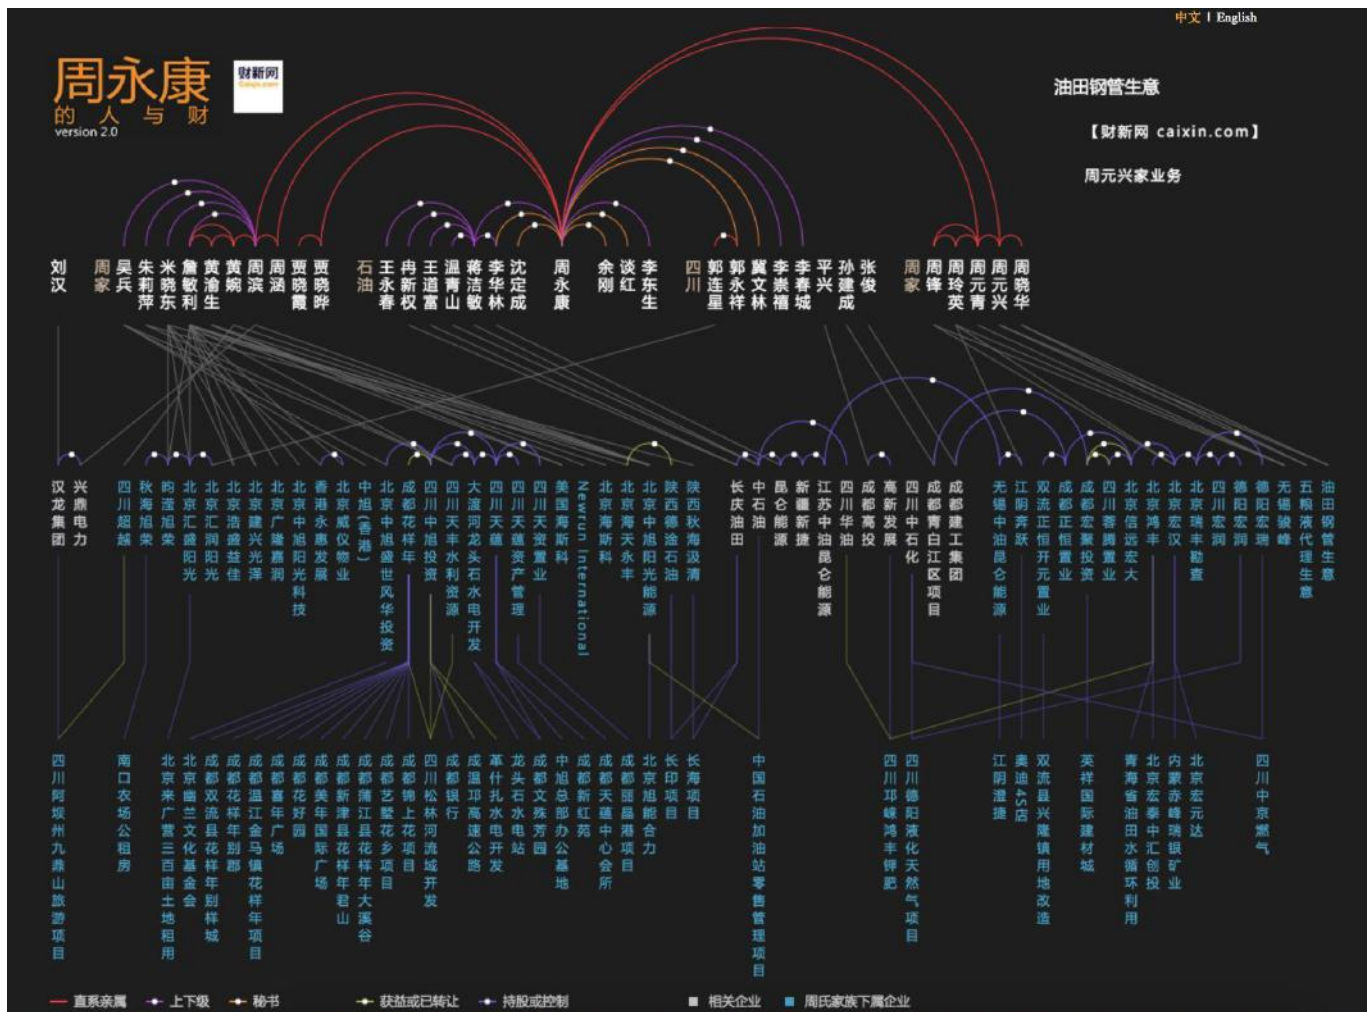 中文 | English
周永康
的人与财
version 2.0
财新网
油田钢管生意
【财新网 caixin.com】
周元兴家业务
刘汉
周家
吴兵
朱莉萍
米晓东
詹敏利
黄渝生
黄婉
周滨
周涵
贾晓霞
贾晓晔
石油
王永春
冉新权
王道富
温青山
蒋洁敏
李华林
沈定成
周永康
余刚
谈红
李东生
四川
郭连星
郭永祥
冀文林
李崇禧
李春城
平兴
孙建成
张俊
周家
周锋
周玲英
周元青
周元兴
周晓华
汉龙集团
兴鼎电力
四川超越
秋海旭荣
昀滢旭荣
北京汇盛阳光
北京汇润阳光
北京浩盛益佳
北京建兴光泽
北京广隆嘉润
北京中旭阳光科技
香港永惠发展
北京威仪物业
中旭(香港)
北京中旭盛世风华投资
成都花样年
四川中旭投资
四川天丰水利资源
大渡河龙头石水电开发
四川天蕴
四川天蕴资产管理
四川天资置业
美国海斯科
Newrun International
北京海斯科
北京海天永丰
北京中旭阳光能源
陕西德淦石油
陕西秋海汲清
长庆油田
中石油
昆仑能源
新疆新捷
江苏中油昆仑能源
四川华油
成都高投
高新发展
四川中石化
成都青白江区项目
成都建工集团
无锡中油昆仑能源
江阴奔跃
双流正恒开元置业
成都正恒置业
成都宏聚投资
四川蓉腾置业
北京信远宏大
北京鸿丰
北京宏汉
北京瑞丰勘查
四川宏润
德阳宏润
德阳宏瑞
无锡骏峰
五粮液代理生意
油田钢管生意
四川阿坝州九鼎山旅游项目
南口农场公租房
北京来广营三百亩土地租用
北京幽兰文化基金会
成都双流县花样年别样城
成都花样年别郡
成都温江金马镇花样年项目
成都喜年广场
成都花好园
成都美年国际广场
成都新津县花样年君山
成都蒲江县花样年大溪谷
成都艺墅花乡项目
成都锦上花项目
四川松林河流域开发
成都银行
成温邛高速公路
革什扎水电开发
龙头石水电站
成都文殊芳园
中旭总部办公基地
成都新红苑
成都天蕴中心会所
成都丽晶港项目
北京旭能合力
长印项目
长海项目
中国石油加油站零售管理项目
四川邛崃鸿丰钾肥
四川德阳液化天然气项目
江阴澄捷
奥迪4S店
双流县兴隆镇用地改造
英祥国际建材城
青海省油田水循环利用
北京宏泰中汇创投
内蒙赤峰瑞银矿业
北京宏元达
四川中京燃气
直系亲属
上下级
秘书
获益或已转让
持股或控制
相关企业
周氏家族下属企业